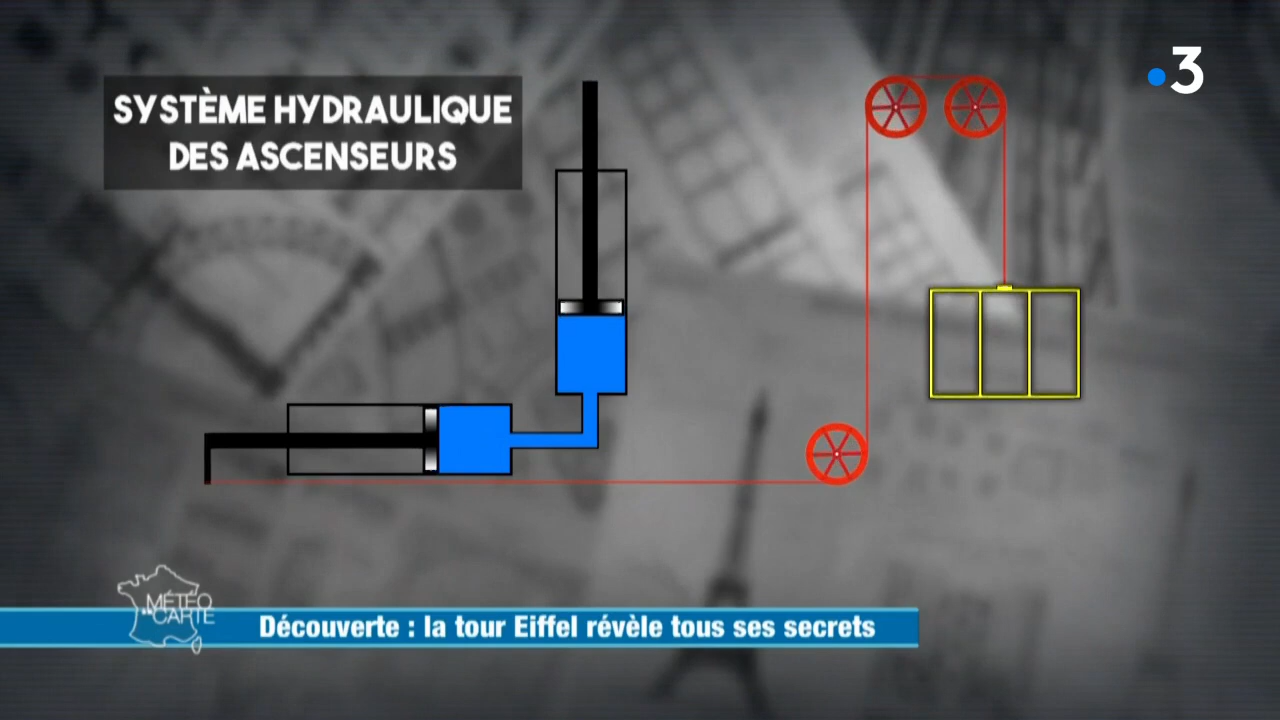 SYSTÈME HYDRAULIQUE
DES ASCENSEURS
3
MÉTÉO
CARTE
Découverte : la tour Eiffel révèle tous ses secrets